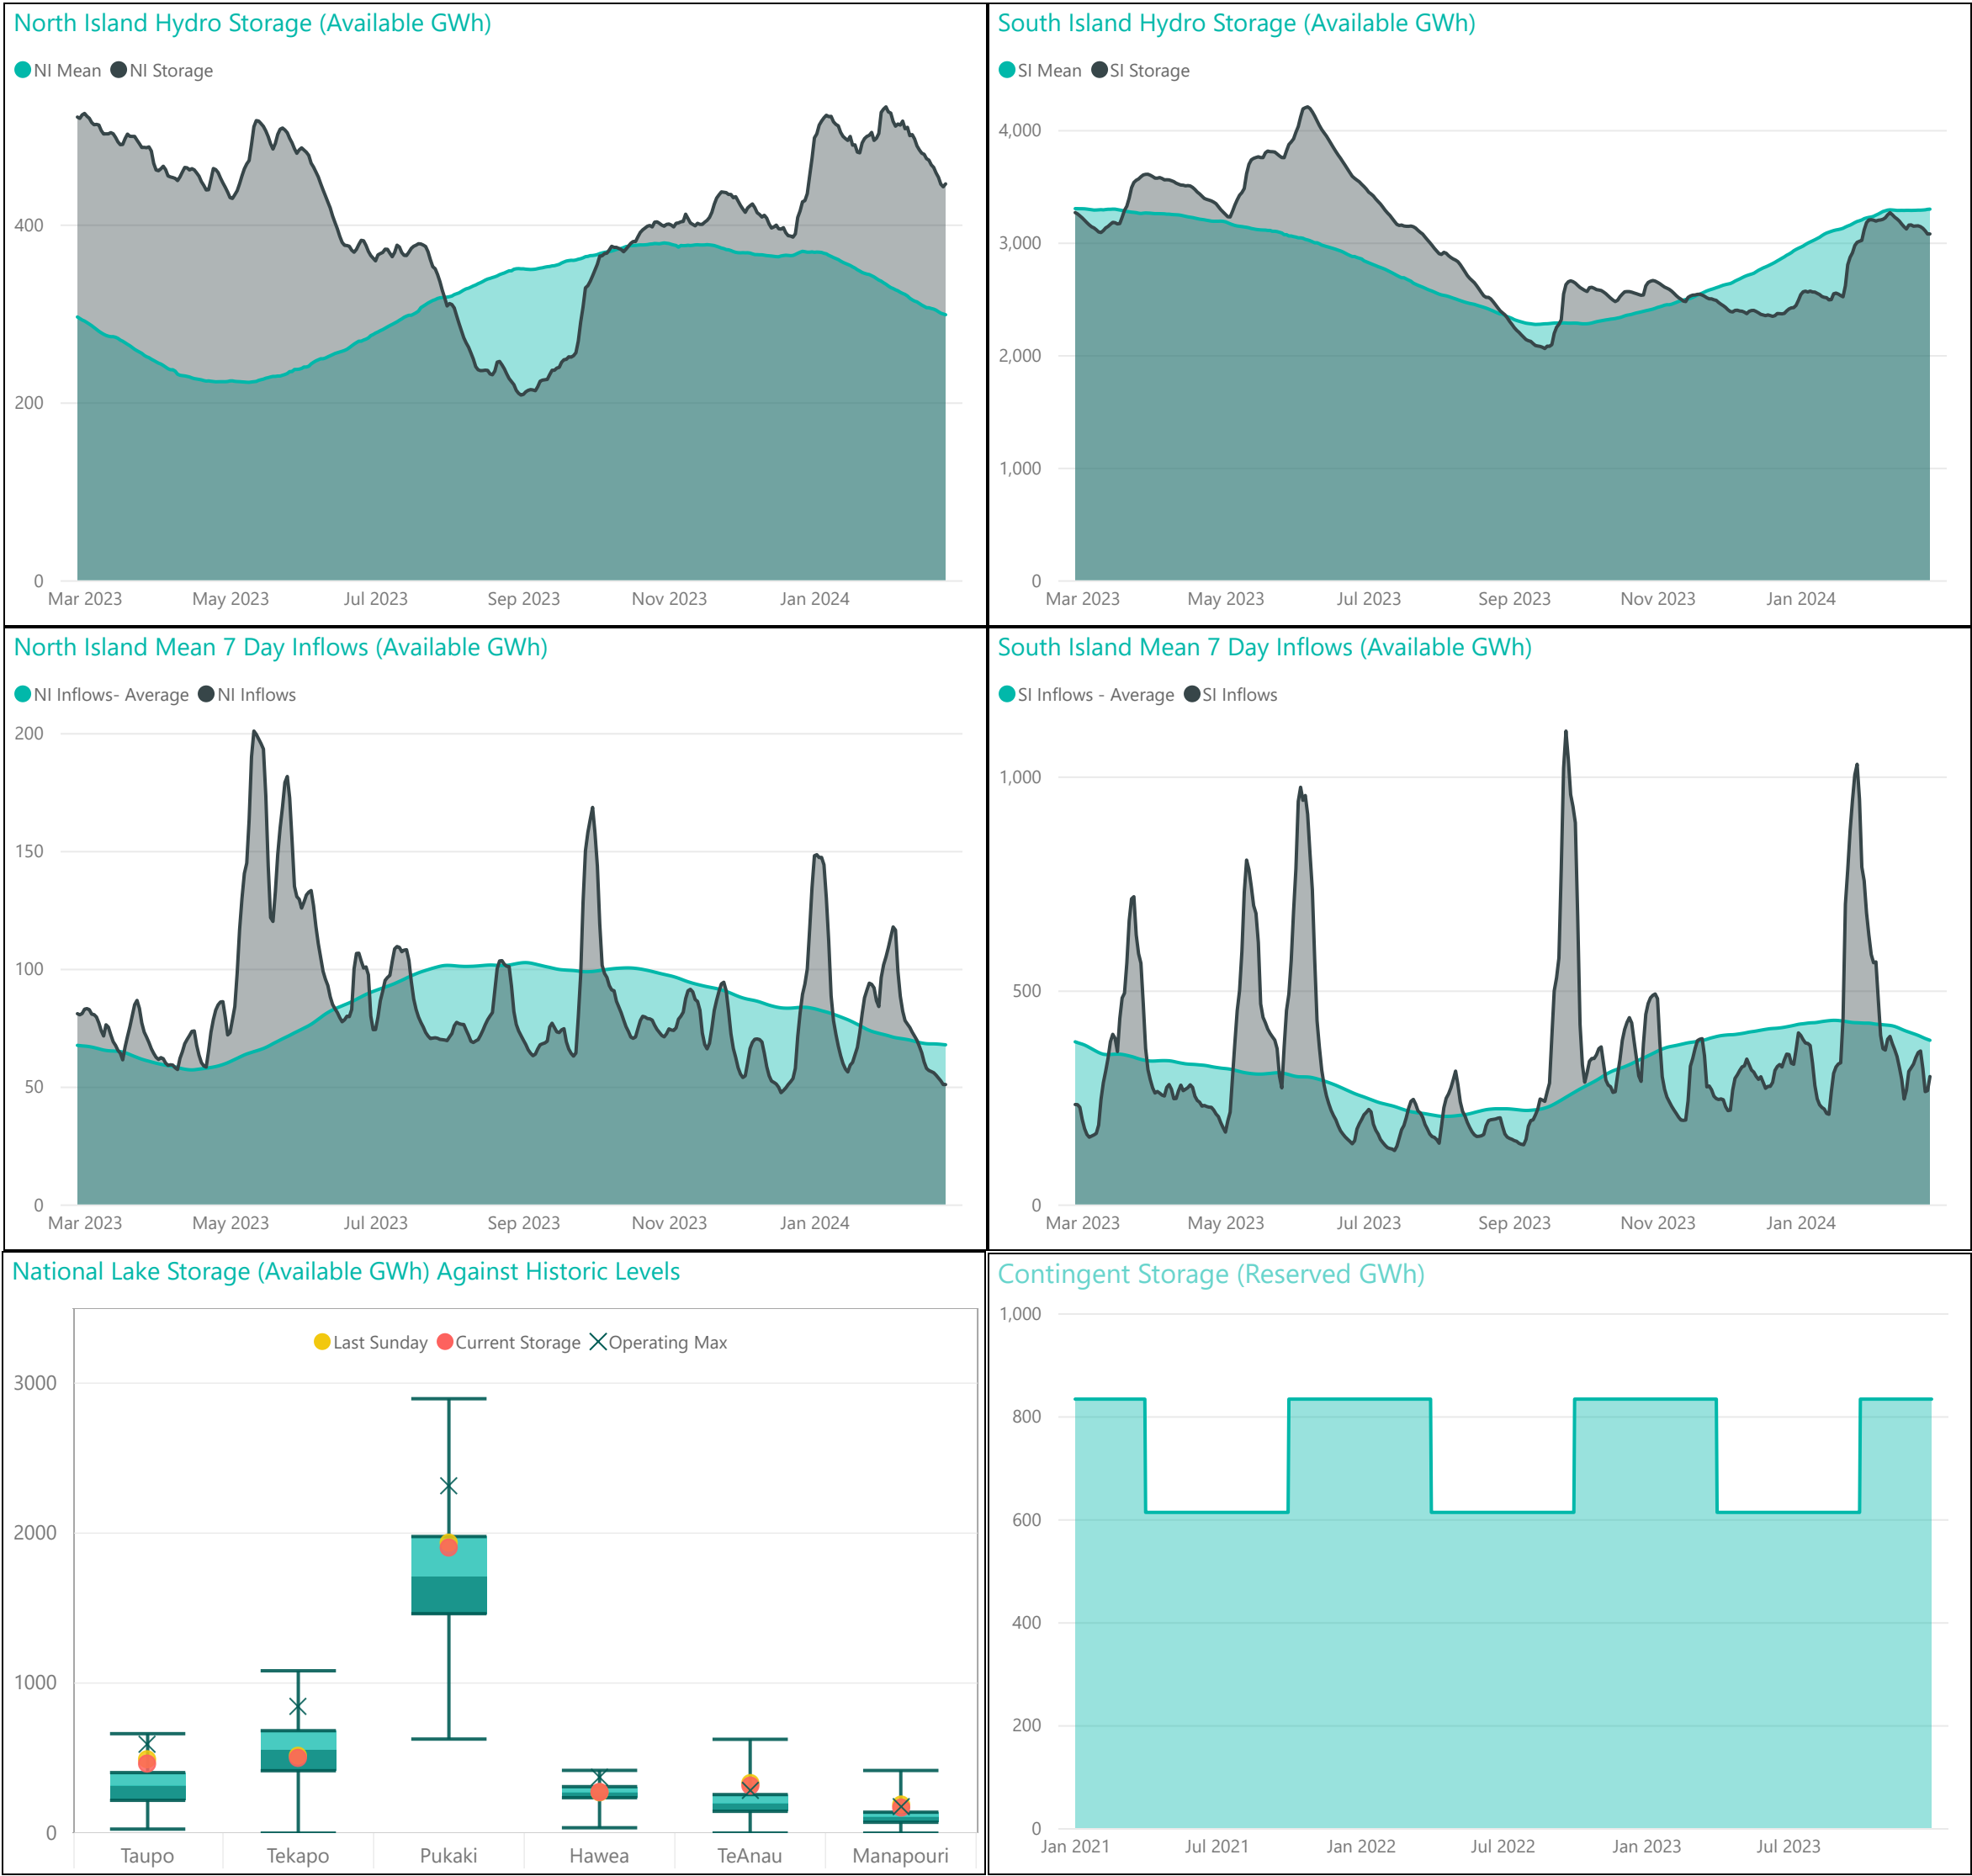 North Island Hydro Storage (Available GWh)
NI Mean NI Storage
400
200
0
Mar 2023 May 2023 Jul 2023 Sep 2023 Nov 2023 Jan 2024
South Island Hydro Storage (Available GWh)
SI Mean SI Storage
4,000
3,000
2,000
1,000
0
Mar 2023 May 2023 Jul 2023 Sep 2023 Nov 2023 Jan 2024
North Island Mean 7 Day Inflows (Available GWh)
NI Inflows- Average NI Inflows
200
150
100
50
0
Mar 2023 May 2023 Jul 2023 Sep 2023 Nov 2023 Jan 2024
South Island Mean 7 Day Inflows (Available GWh)
SI Inflows - Average SI Inflows
1,000
500
0
Mar 2023 May 2023 Jul 2023 Sep 2023 Nov 2023 Jan 2024
National Lake Storage (Available GWh) Against Historic Levels
Last Sunday Current Storage Operating Max
3000
2000
1000
0
Taupo Tekapo Pukaki Hawea TeAnau Manapouri
Contingent Storage (Reserved GWh)
1,000
800
600
400
200
0
Jan 2021 Jul 2021 Jan 2022 Jul 2022 Jan 2023 Jul 2023